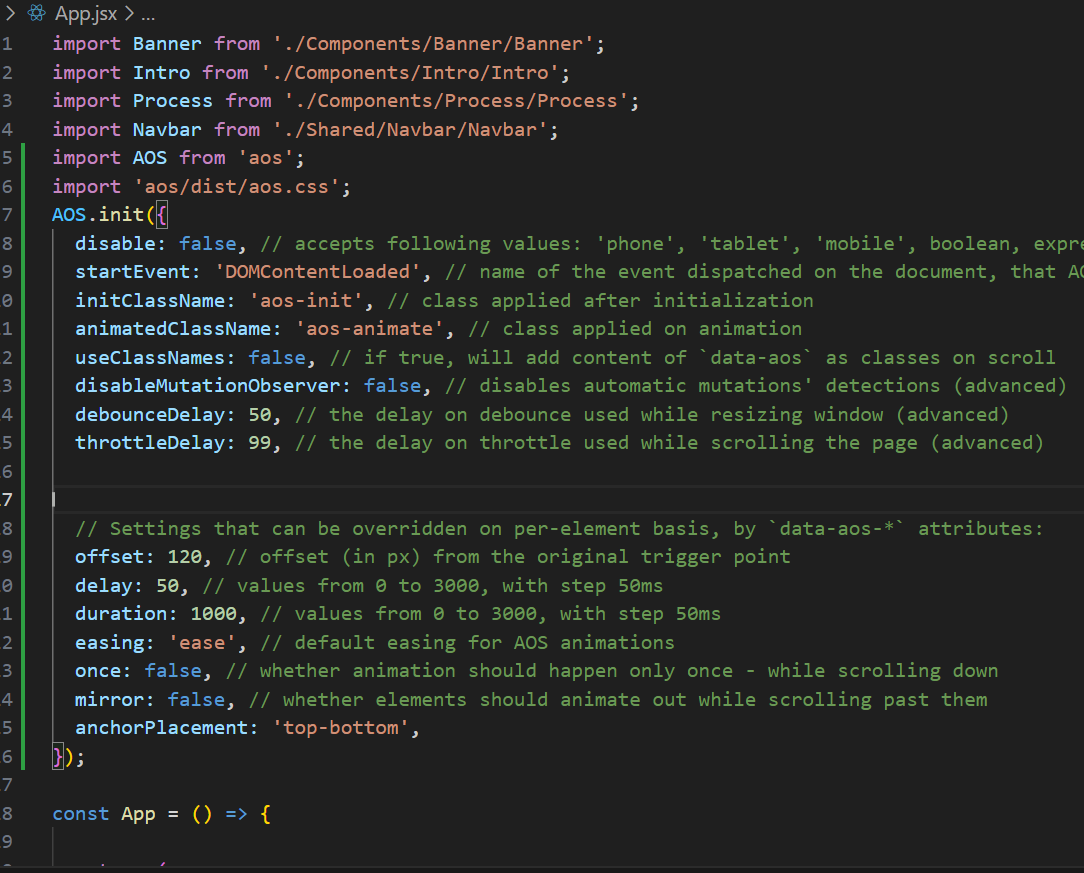 App.jsx > ...
1 import Banner from './Components/Banner/Banner';
2 import Intro from './Components/Intro/Intro';
3 import Process from './Components/Process/Process';
4 import Navbar from './Shared/Navbar/Navbar';
5 import AOS from 'aos';
6 import 'aos/dist/aos.css';
7 AOS.init({
8 disable: false, // accepts following values: 'phone', 'tablet', 'mobile', boolean, expre
9 startEvent: 'DOMContentLoaded', // name of the event dispatched on the document, that AO
0 initClassName: 'aos-init', // class applied after initialization
1 animatedClassName: 'aos-animate', // class applied on animation
2 useClassNames: false, // if true, will add content of `data-aos` as classes on scroll
3 disableMutationObserver: false, // disables automatic mutations' detections (advanced)
4 debounceDelay: 50, // the delay on debounce used while resizing window (advanced)
5 throttleDelay: 99, // the delay on throttle used while scrolling the page (advanced)
6
7
8 // Settings that can be overridden on per-element basis, by `data-aos-*` attributes:
9 offset: 120, // offset (in px) from the original trigger point
0 delay: 50, // values from 0 to 3000, with step 50ms
1 duration: 1000, // values from 0 to 3000, with step 50ms
2 easing: 'ease', // default easing for AOS animations
3 once: false, // whether animation should happen only once - while scrolling down
4 mirror: false, // whether elements should animate out while scrolling past them
5 anchorPlacement: 'top-bottom',
6 });
7
8 const App = () => {
9